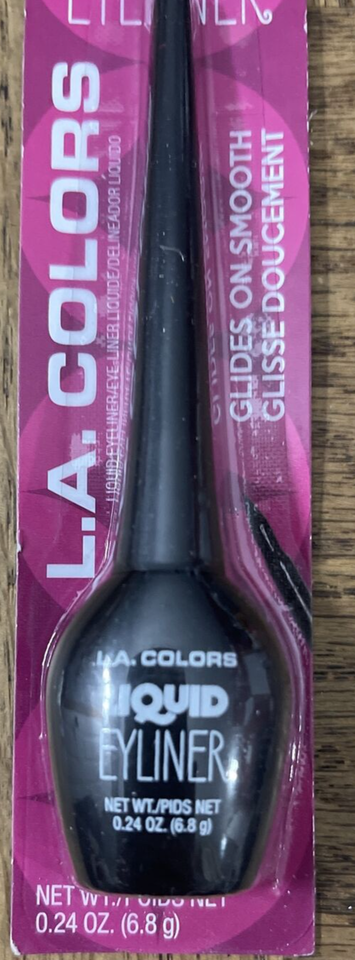 L.A. COLORS
LIQUID EYELINER/EYE-LINER LIQUIDE/DELINEADOR LÍQUIDO
GLIDES ON SMOOTH
GLISSE DOUCEMENT
L.A. COLORS
LIQUID
EYLINER
NET WT./PIDS NET
0.24 OZ. (6.8 g)
NET WT./POIDS NET
0.24 OZ. (6.8 g)